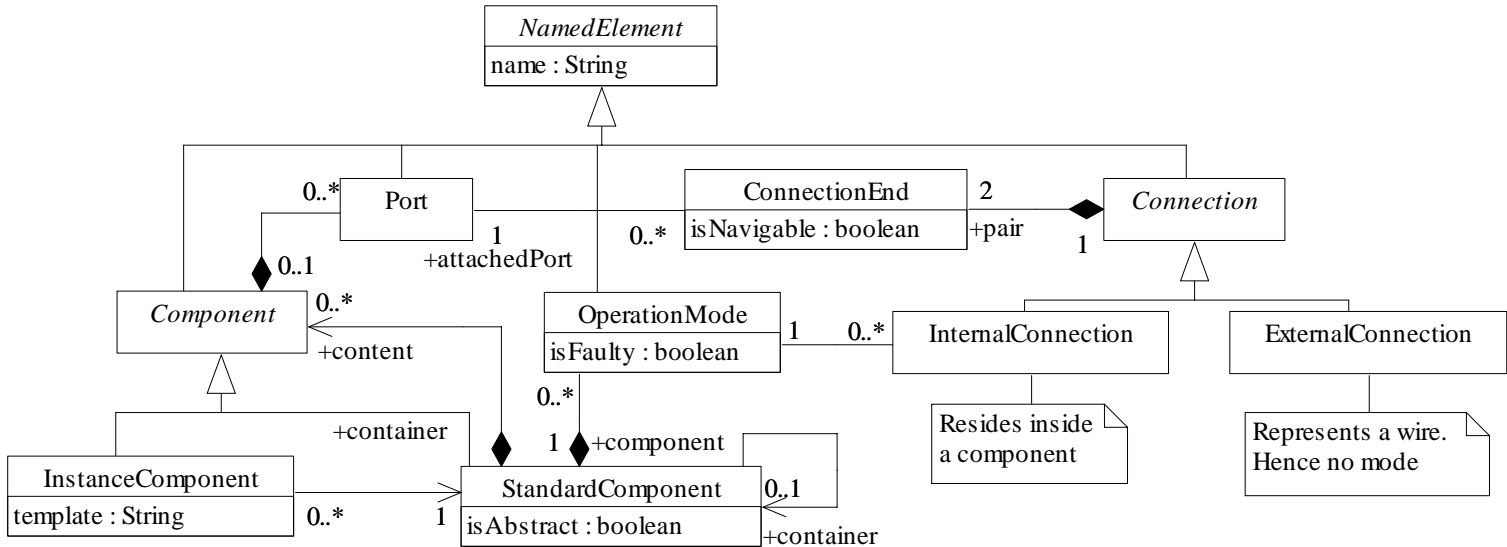 NamedElement
name : String
0..*
Port
ConnectionEnd
isNavigable : boolean
2
Connection
1
+attachedPort
0..*
+pair
1
0..1
Component
0..*
+content
OperationMode
isFaulty : boolean
1
0..*
InternalConnection
ExternalConnection
0..*
+container
1
+component
Resides inside
a component
Represents a wire.
Hence no mode
InstanceComponent
template : String
0..*
1
StandardComponent
isAbstract : boolean
0..1
+container